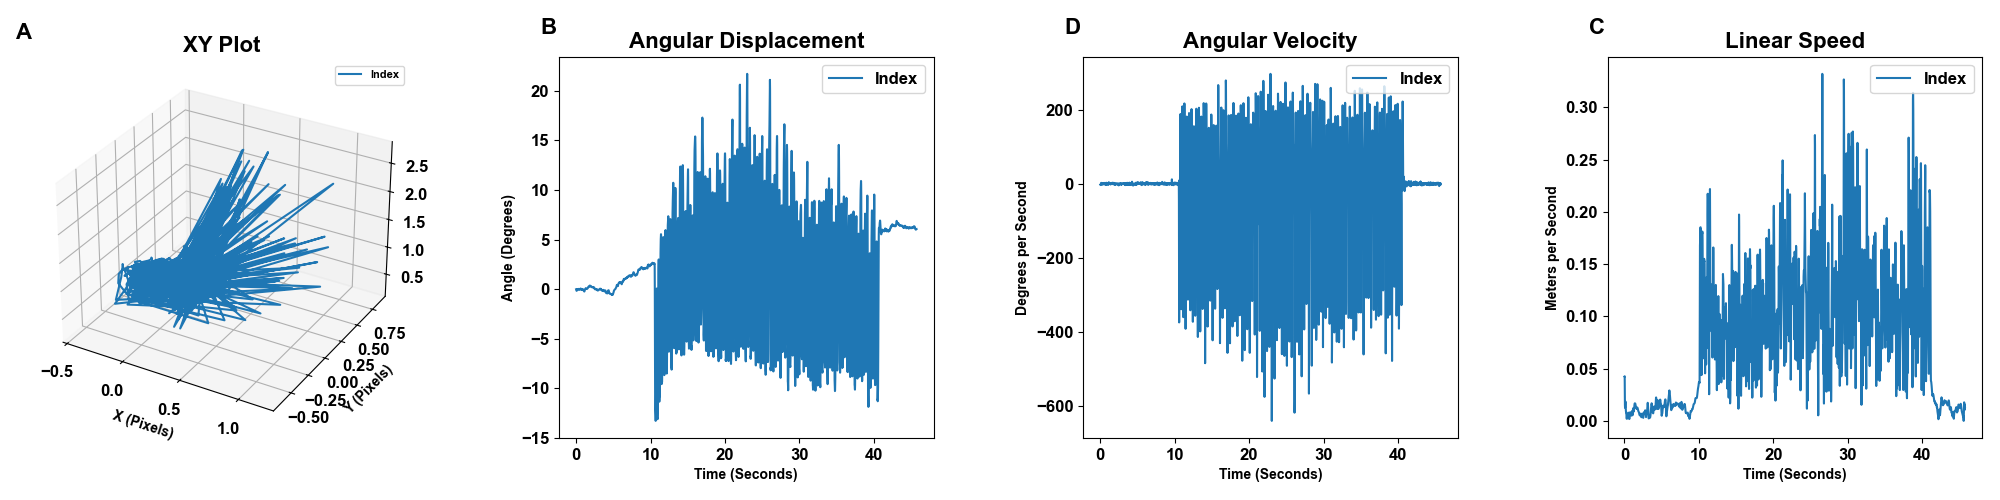 A
XY Plot
Index
2.5
2.0
1.5
1.0
0.5
0.75
0.50
0.25
0.00
−0.25
−0.50
Y (Pixels)
−0.5
0.0
0.5
1.0
X (Pixels)
B
Angular Displacement
Index
Angle (Degrees)
20
15
10
5
0
−5
−10
−15
0 10 20 30 40
Time (Seconds)
D
Angular Velocity
Index
Degrees per Second
200
0
−200
−400
−600
0 10 20 30 40
Time (Seconds)
C
Linear Speed
Index
Meters per Second
0.30
0.25
0.20
0.15
0.10
0.05
0.00
0 10 20 30 40
Time (Seconds)